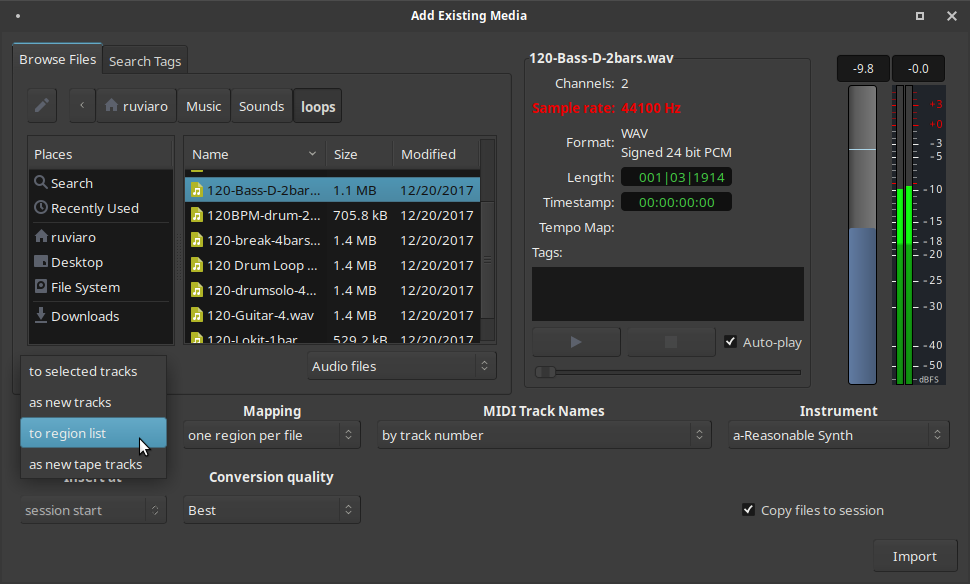 Add Existing Media
Browse Files
Search Tags
ruviaro
Music
Sounds
loops
Places
Search
Recently Used
ruviaro
Desktop
File System
Downloads
Name Size Modified
120-Bass-D-2bar... 1.1 MB 12/20/2017
120BPM-drum-2... 705.8 kB 12/20/2017
120-break-4bars... 1.4 MB 12/20/2017
120 Drum Loop ... 1.4 MB 12/20/2017
120-drumsolo-4... 1.4 MB 12/20/2017
120-Guitar-4.wav 1.4 MB 12/20/2017
120-Lokit-1bar 529.2 kB 12/20/2017
Audio files
120-Bass-D-2bars.wav
Channels: 2
Sample rate: 44100 Hz
Format: WAV
Signed 24 bit PCM
Length: 001|03|1914
Timestamp: 00:00:00:00
Tempo Map:
Tags:
Auto-play
-9.8 -0.0
+3
+0
-3
-5
-10
-15
-18
-20
-25
-30
-40
-50
dBFS
to selected tracks
as new tracks
to region list
as new tape tracks
Mapping
one region per file
MIDI Track Names
by track number
Instrument
a-Reasonable Synth
Insert at
session start
Conversion quality
Best
Copy files to session
Import